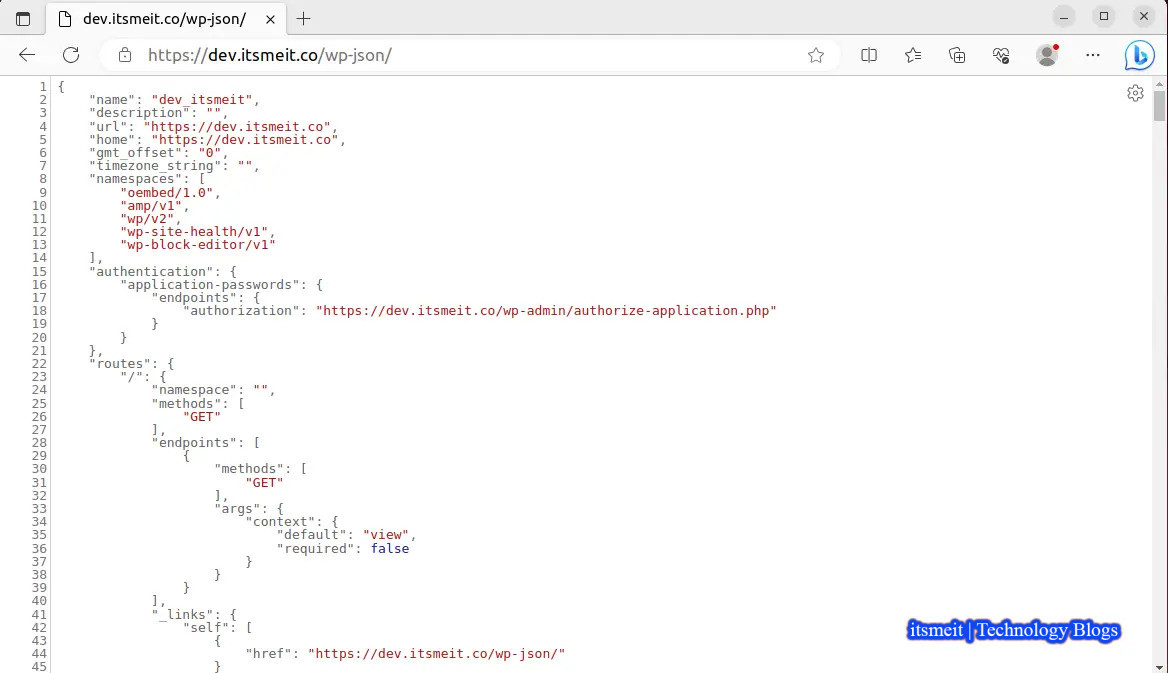 dev.itsmeit.co/wp-json/
https://dev.itsmeit.co/wp-json/
1 {
2     "name": "dev_itsmeit",
3     "description": "",
4     "url": "https://dev.itsmeit.co",
5     "home": "https://dev.itsmeit.co",
6     "gmt_offset": "0",
7     "timezone_string": "",
8     "namespaces": [
9         "oembed/1.0",
10         "amp/v1",
11         "wp/v2",
12         "wp-site-health/v1",
13         "wp-block-editor/v1"
14     ],
15     "authentication": {
16         "application-passwords": {
17             "endpoints": {
18                 "authorization": "https://dev.itsmeit.co/wp-admin/authorize-application.php"
19             }
20         }
21     },
22     "routes": {
23         "/": {
24             "namespace": "",
25             "methods": [
26                 "GET"
27             ],
28             "endpoints": [
29                 {
30                     "methods": [
31                         "GET"
32                     ],
33                     "args": {
34                         "context": {
35                             "default": "view",
36                             "required": false
37                         }
38                     }
39                 }
40             ],
41             "_links": {
42                 "self": [
43                     {
44                         "href": "https://dev.itsmeit.co/wp-json/"
45                     }
itsmeit | Technology Blogs